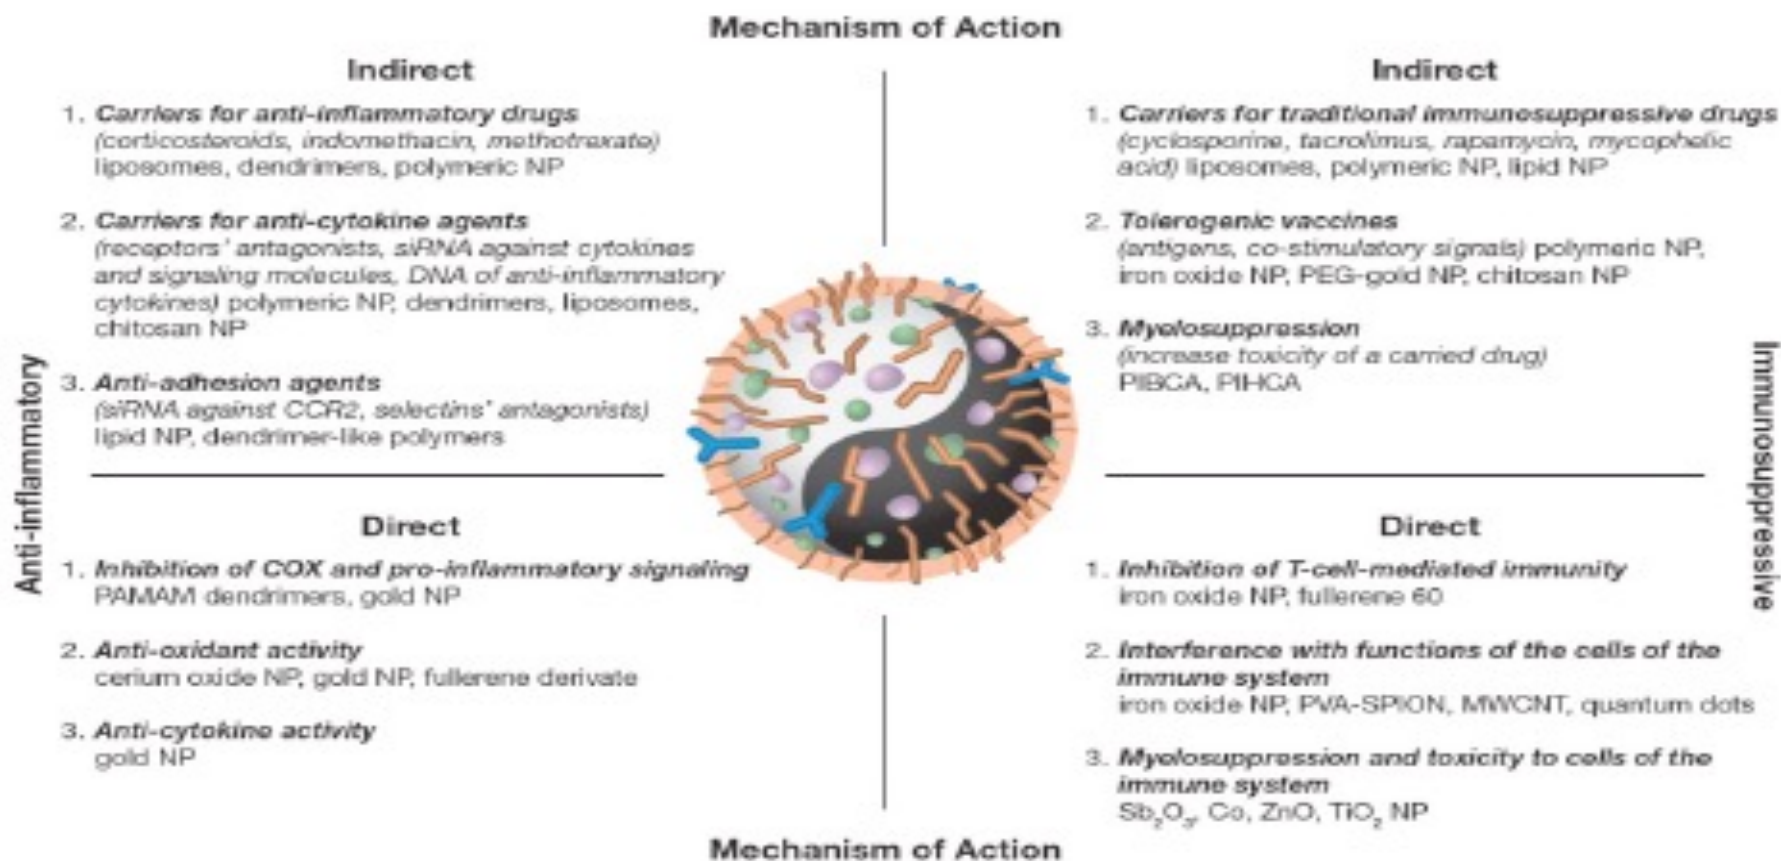 Mechanism of Action
Indirect
1. Carriers for anti-inflammatory drugs
(corticosteroids, indomethacin, methotrexate)
liposomes, dendrimers, polymeric NP
2. Carriers for anti-cytokine agents
(receptors' antagonists, siRNA against cytokines
and signaling molecules, DNA of anti-inflammatory
cytokines) polymeric NP, dendrimers, liposomes,
chitosan NP
3. Anti-adhesion agents
(siRNA against CCR2, selectins' antagonists)
lipid NP, dendrimer-like polymers
Anti-inflammatory
Direct
1. Inhibition of COX and pro-inflammatory signaling
PAMAM dendrimers, gold NP
2. Anti-oxidant activity
cerium oxide NP, gold NP, fullerene derivate
3. Anti-cytokine activity
gold NP
Indirect
1. Carriers for traditional immunosuppressive drugs
(cyclosporine, tacrolimus, rapamycin, mycophelic
acid) liposomes, polymeric NP, lipid NP
2. Tolerogenic vaccines
(antigens, co-stimulatory signals) polymeric NP,
iron oxide NP, PEG-gold NP, chitosan NP
3. Myelosuppression
(increase toxicity of a carried drug)
PIBCA, PIHCA
Immunosuppressive
Direct
1. Inhibition of T-cell-mediated immunity
iron oxide NP, fullerene 60
2. Interference with functions of the cells of the
immune system
iron oxide NP, PVA-SPION, MWCNT, quantum dots
3. Myelosuppression and toxicity to cells of the
immune system
Sb₂O₃, Co, ZnO, TiO₂ NP
Mechanism of Action